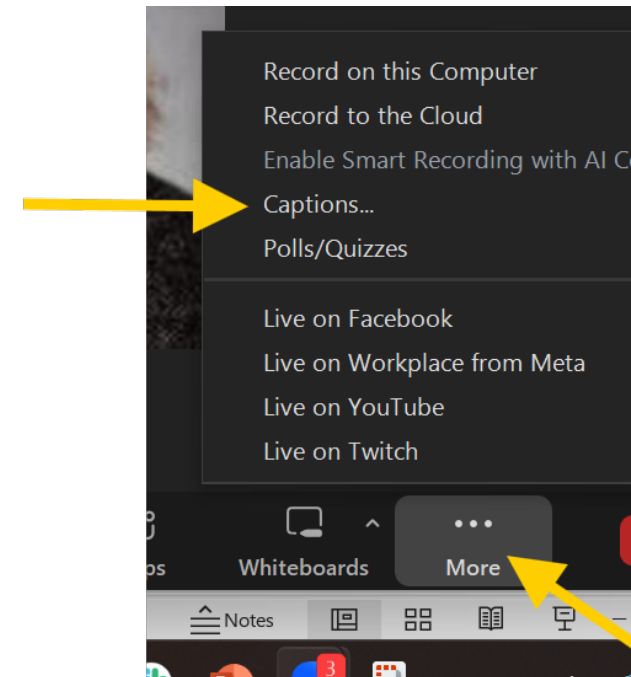 Record on this Computer
Record to the Cloud
Enable Smart Recording with AI
Captions...
Polls/Quizzes
Live on Facebook
Live on Workplace from Meta
Live on YouTube
Live on Twitch
Whiteboards
More
Notes
3